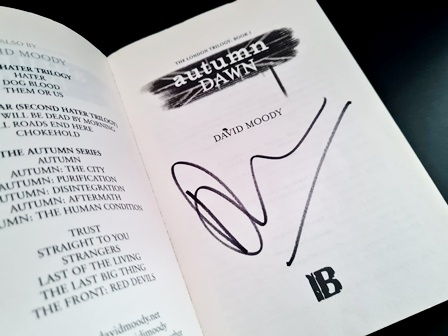 ALSO BY
VID MOODY
HATER TRILOGY
HATER
DOG BLOOD
THEM OR US
AR (SECOND HATER TRILOGY)
WILL BE DEAD BY MORNING
L ROADS END HERE
CHOKEHOLD
THE AUTUMN SERIES
AUTUMN
AUTUMN: THE CITY
AUTUMN: PURIFICATION
AUTUMN: DISINTEGRATION
AUTUMN: AFTERMATH
UMN: THE HUMAN CONDITION
TRUST
STRAIGHT TO YOU
STRANGERS
LAST OF THE LIVING
THE LAST BIG THING
THE FRONT: RED DEVILS
davidmoody.net
THE LONDON TRILOGY: BOOK 1
autumn
DAWN
DAVID MOODY
IB